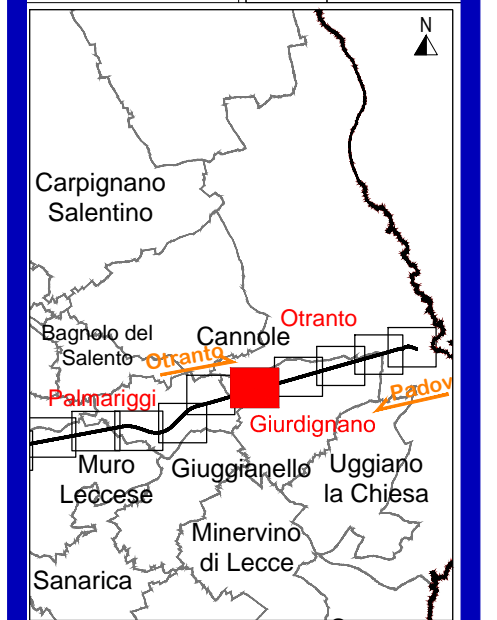 N
Carpignano
Salentino
Otranto
Bagnolo del
Salento
Cannole
Otranto
Palmariggi
Padov
Giurdignano
Muro
Leccese
Giuggianello
Uggiano
la Chiesa
Minervino
di Lecce
Sanarica